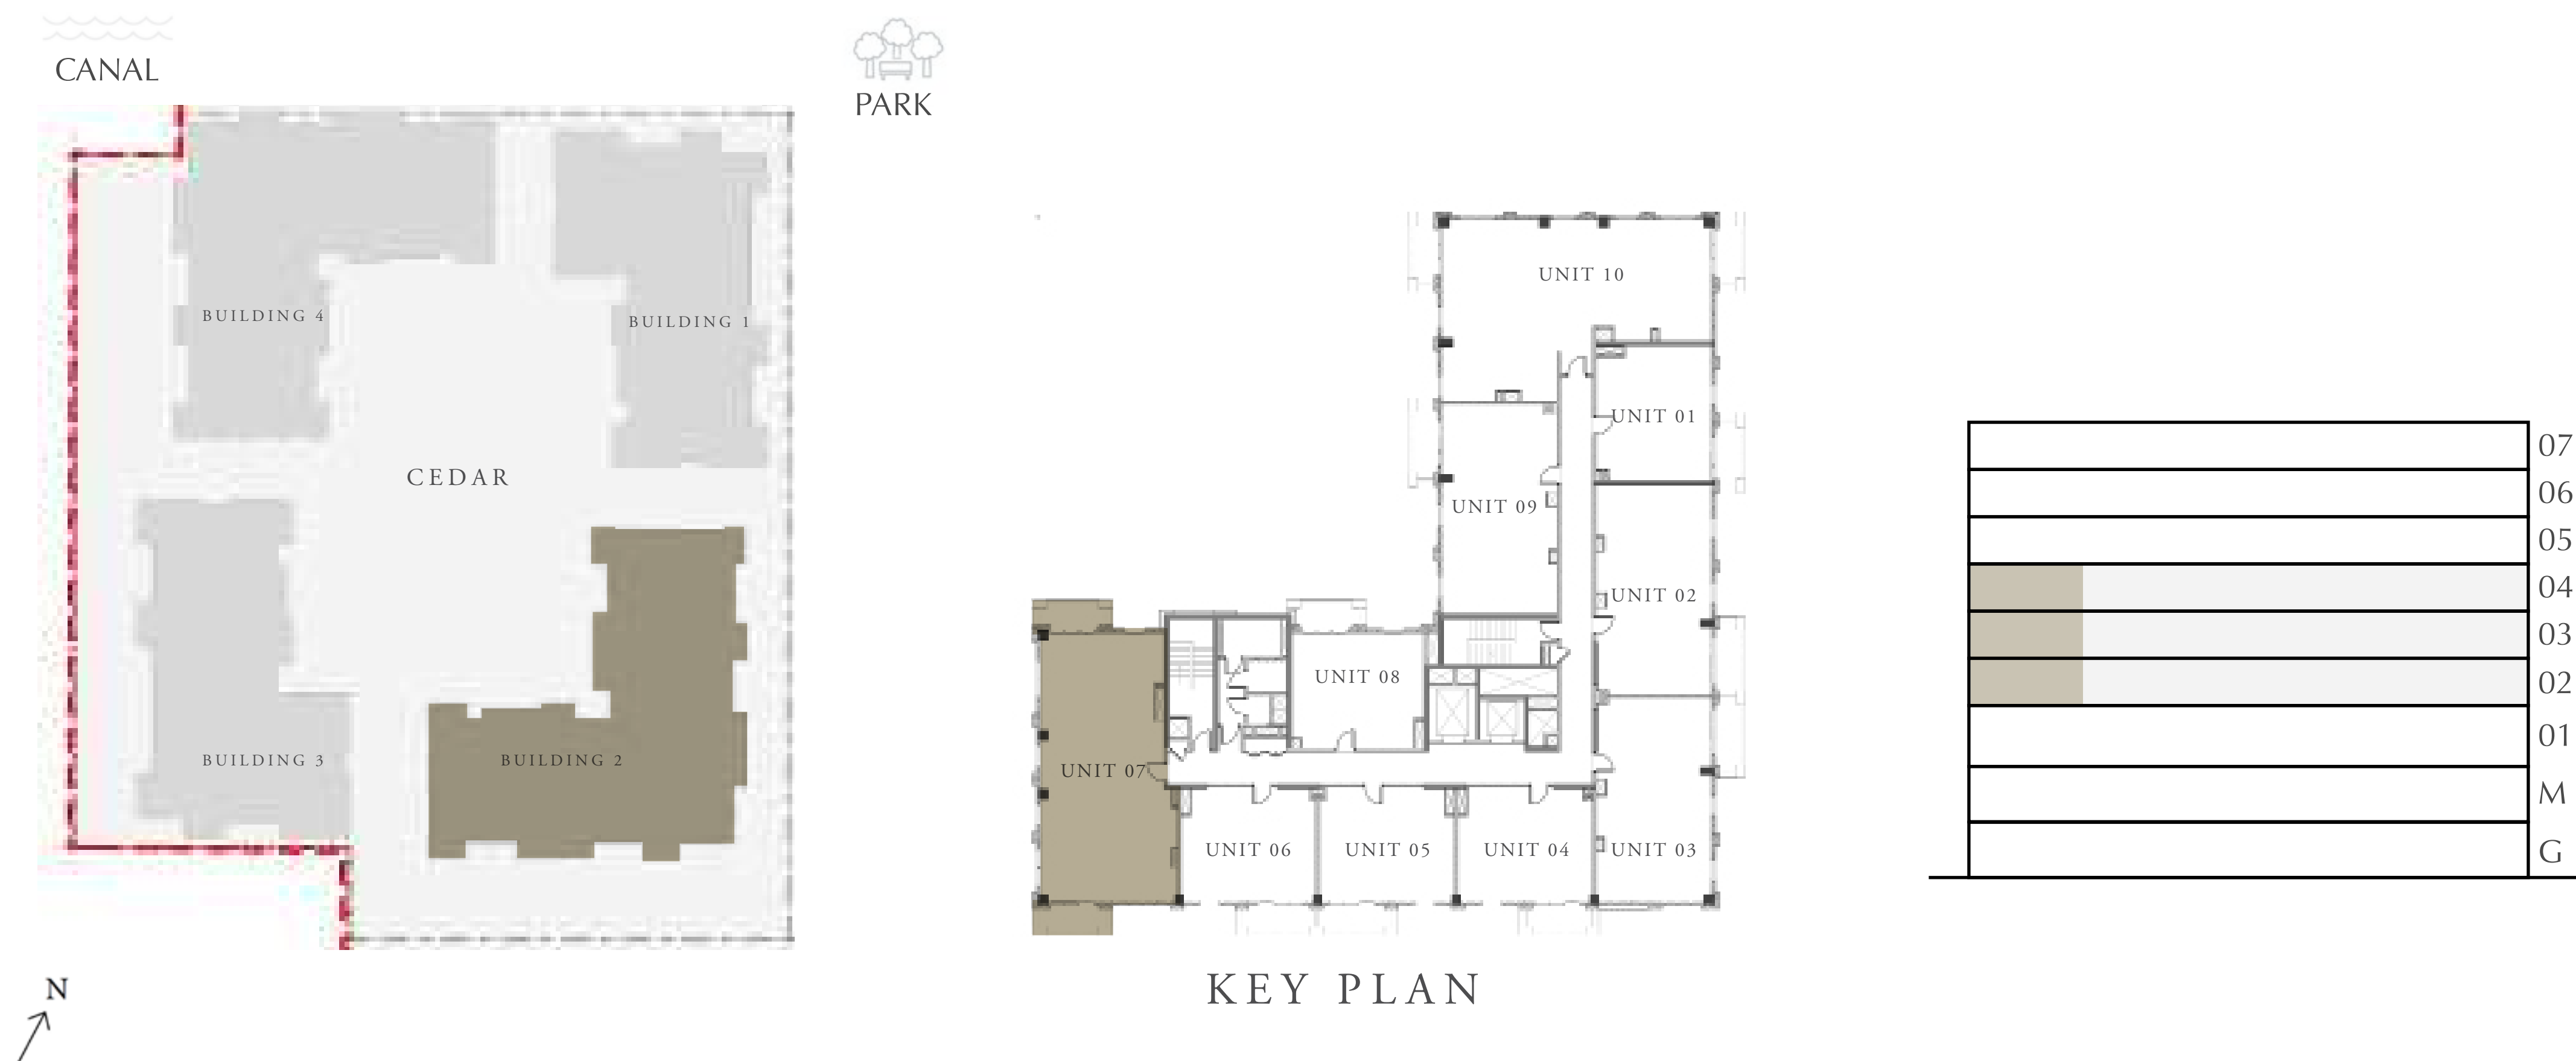 CANAL
PARK
BUILDING 4
BUILDING 1
CEDAR
BUILDING 3
BUILDING 2
N
UNIT 10
UNIT 01
UNIT 09
UNIT 02
UNIT 08
UNIT 07
UNIT 06
UNIT 05
UNIT 04
UNIT 03
KEY PLAN
07
06
05
04
03
02
01
M
G